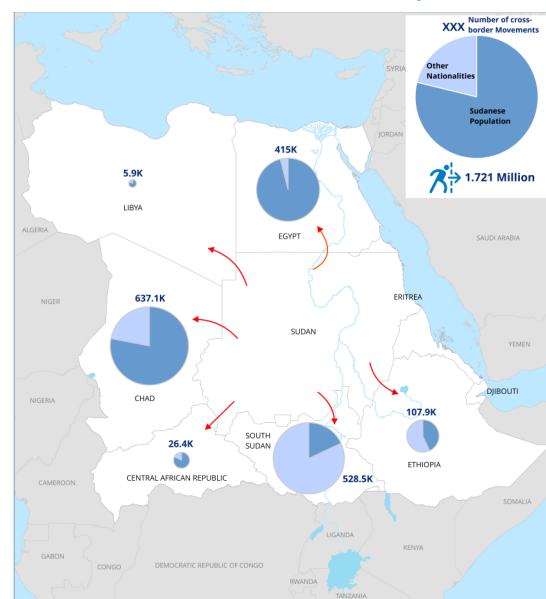 XXX Number of cross-
border Movements
Other
Nationalities
Sudanese
Population
1.721 Million
SYRIA
JORDAN
415K
EGYPT
5.9K
LIBYA
ALGERIA
SAUDI ARABIA
NIGER
637.1K
CHAD
SUDAN
ERITREA
YEMEN
NIGERIA
DJIBOUTI
107.9K
ETHIOPIA
26.4K
CENTRAL AFRICAN REPUBLIC
SOUTH
SUDAN
528.5K
CAMEROON
SOMALIA
UGANDA
KENYA
GABON
CONGO
DEMOCRATIC REPUBLIC OF CONGO
RWANDA
TANZANIA